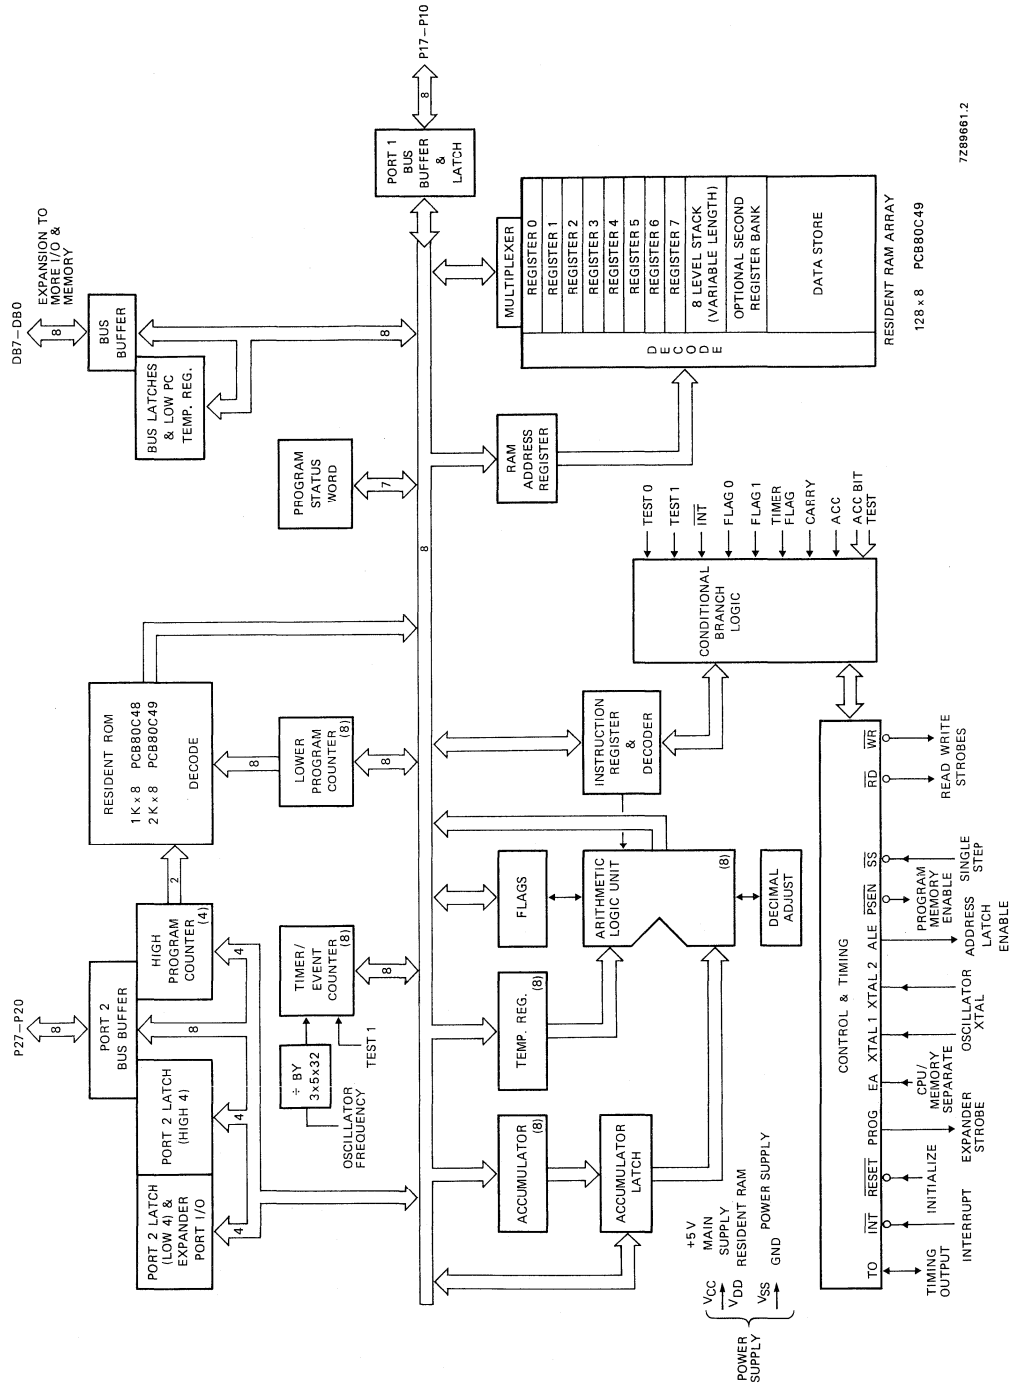 P27–P20
8
PORT 2
BUS BUFFER
PORT 2 LATCH
(LOW 4) &
EXPANDER
PORT I/O
PORT 2 LATCH
(HIGH 4)
HIGH
PROGRAM
COUNTER
(4)
4
4
8
4
2
RESIDENT ROM
1K x 8 PCB80C48
2K x 8 PCB80C49
DECODE
8
LOWER
PROGRAM
COUNTER
(8)
8
÷ BY
3x5x32
OSCILLATOR
FREQUENCY
TIMER/
EVENT
COUNTER
(8)
TEST 1
8
PROGRAM
STATUS
WORD
7
DB7–DB0
8
EXPANSION TO
MORE I/O &
MEMORY
BUS
BUFFER
BUS LATCHES
& LOW PC
TEMP. REG.
8
PORT 1
BUS
BUFFER
&
LATCH
8
P17–P10
8
ACCUMULATOR
(8)
ACCUMULATOR
LATCH
TEMP. REG.
(8)
FLAGS
ARITHMETIC
LOGIC UNIT
(8)
DECIMAL
ADJUST
INSTRUCTION
REGISTER
&
DECODER
RAM
ADDRESS
REGISTER
MULTIPLEXER
REGISTER 0
REGISTER 1
REGISTER 2
REGISTER 3
REGISTER 4
REGISTER 5
REGISTER 6
REGISTER 7
8 LEVEL STACK
(VARIABLE LENGTH)
OPTIONAL SECOND
REGISTER BANK
DATA STORE
DECODE
RESIDENT RAM ARRAY
128 x 8 PCB80C49
CONDITIONAL
BRANCH
LOGIC
TEST 0
TEST 1
INT
FLAG 0
FLAG 1
TIMER
FLAG
CARRY
ACC
ACC BIT
TEST
POWER
SUPPLY
VCC +5V MAIN SUPPLY
VDD RESIDENT RAM
VSS GND POWER SUPPLY
CONTROL & TIMING
TO
INT
RESET
PROG
EA
XTAL 1
XTAL 2
ALE
PSEN
SS
RD
WR
TIMING
OUTPUT
INTERRUPT
INITIALIZE
EXPANDER
STROBE
CPU/
MEMORY
SEPARATE
OSCILLATOR
XTAL
ADDRESS
LATCH
ENABLE
PROGRAM
MEMORY
ENABLE
SINGLE
STEP
READ WRITE
STROBES
7Z89661.2